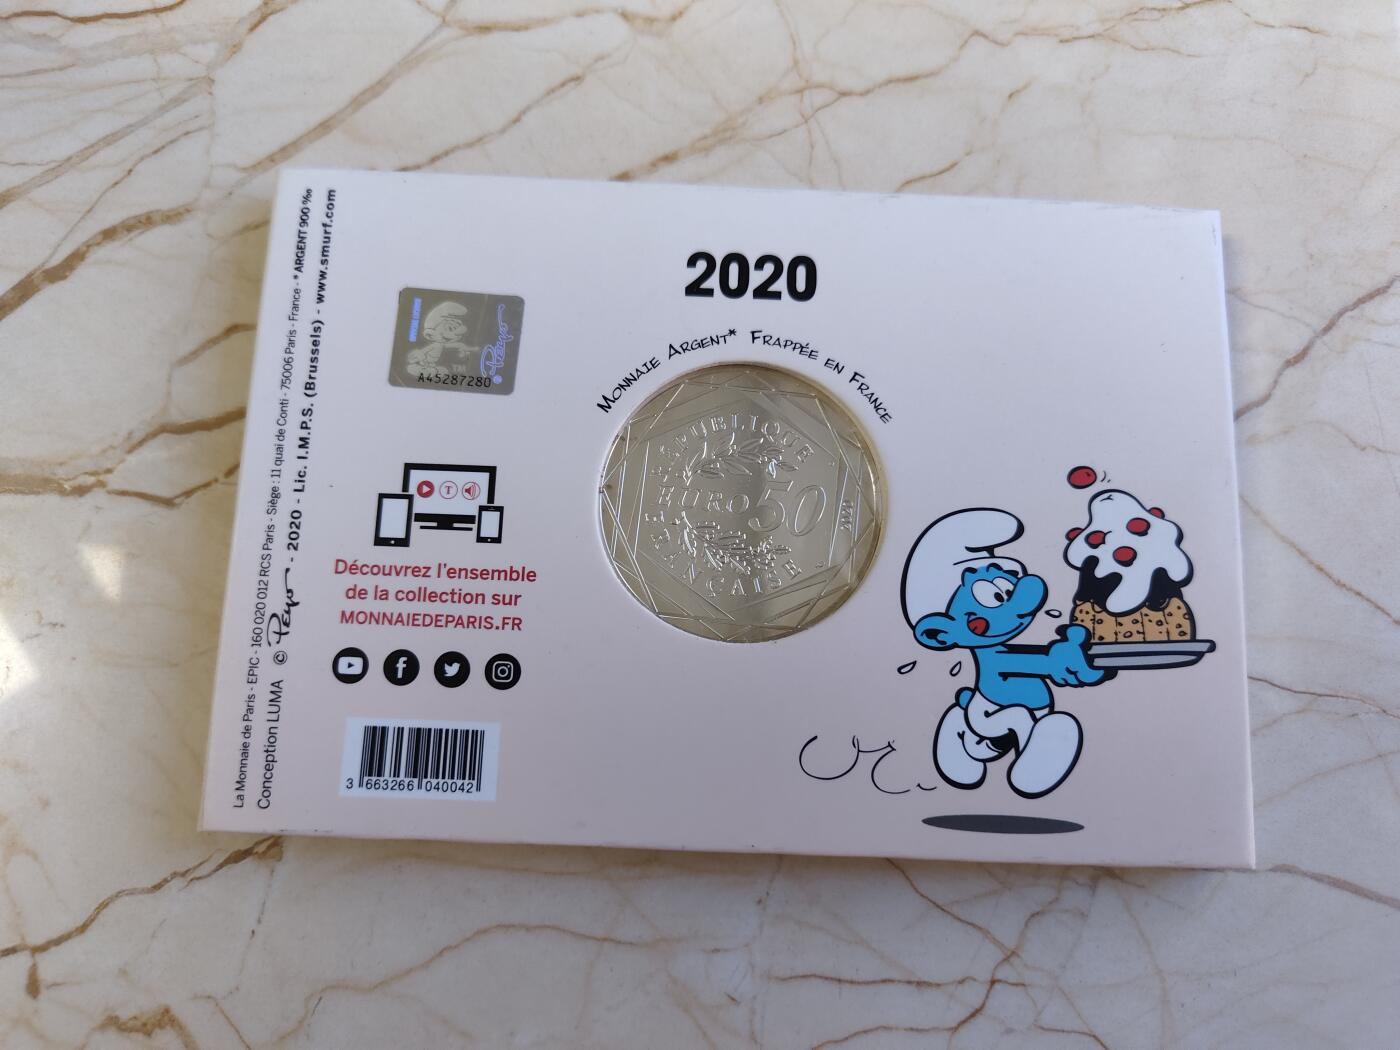 2020
MONNAIE ARGENT* FRAPPÉE EN FRANCE
RÉPUBLIQUE
EURO 50
2020
FRANÇAISE
Peyo
TM
A45287280
T
Découvrez l'ensemble
de la collection sur
MONNAIEDEPARIS.FR
3 663266 040042
La Monnaie de Paris - EPIC - 160 020 012 RCS Paris - Siège : 11 quai de Conti - 75006 Paris - France - * ARGENT 900 ‰
Conception LUMA © Peyo - 2020 - Lic. I.M.P.S. (Brussels) - www.smurf.com